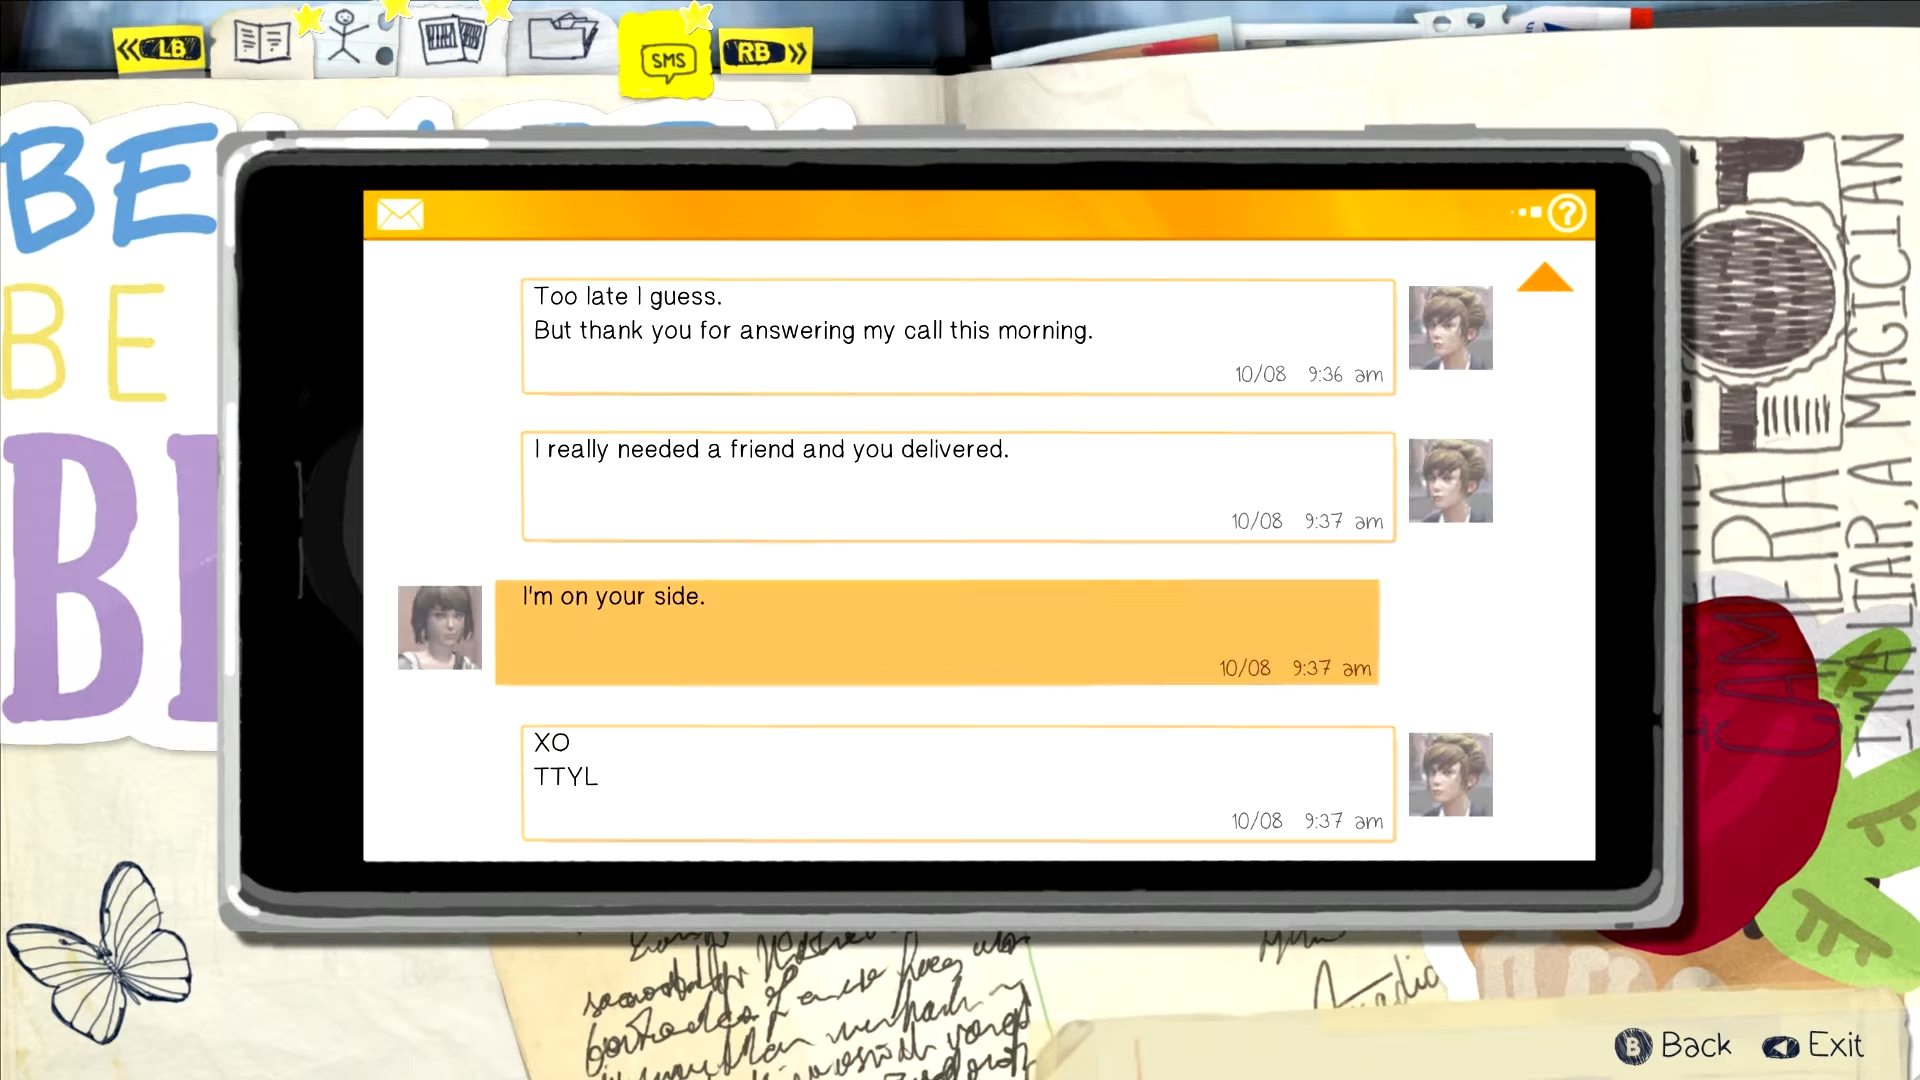 LB
SMS
RB
BE
BE
Too late I guess.
But thank you for answering my call this morning.
10/08 9:36 am
I really needed a friend and you delivered.
10/08 9:37 am
I'm on your side.
10/08 9:37 am
XO
TTYL
10/08 9:37 am
I'M A LIAR, A MAGICIAN
B Back
Exit